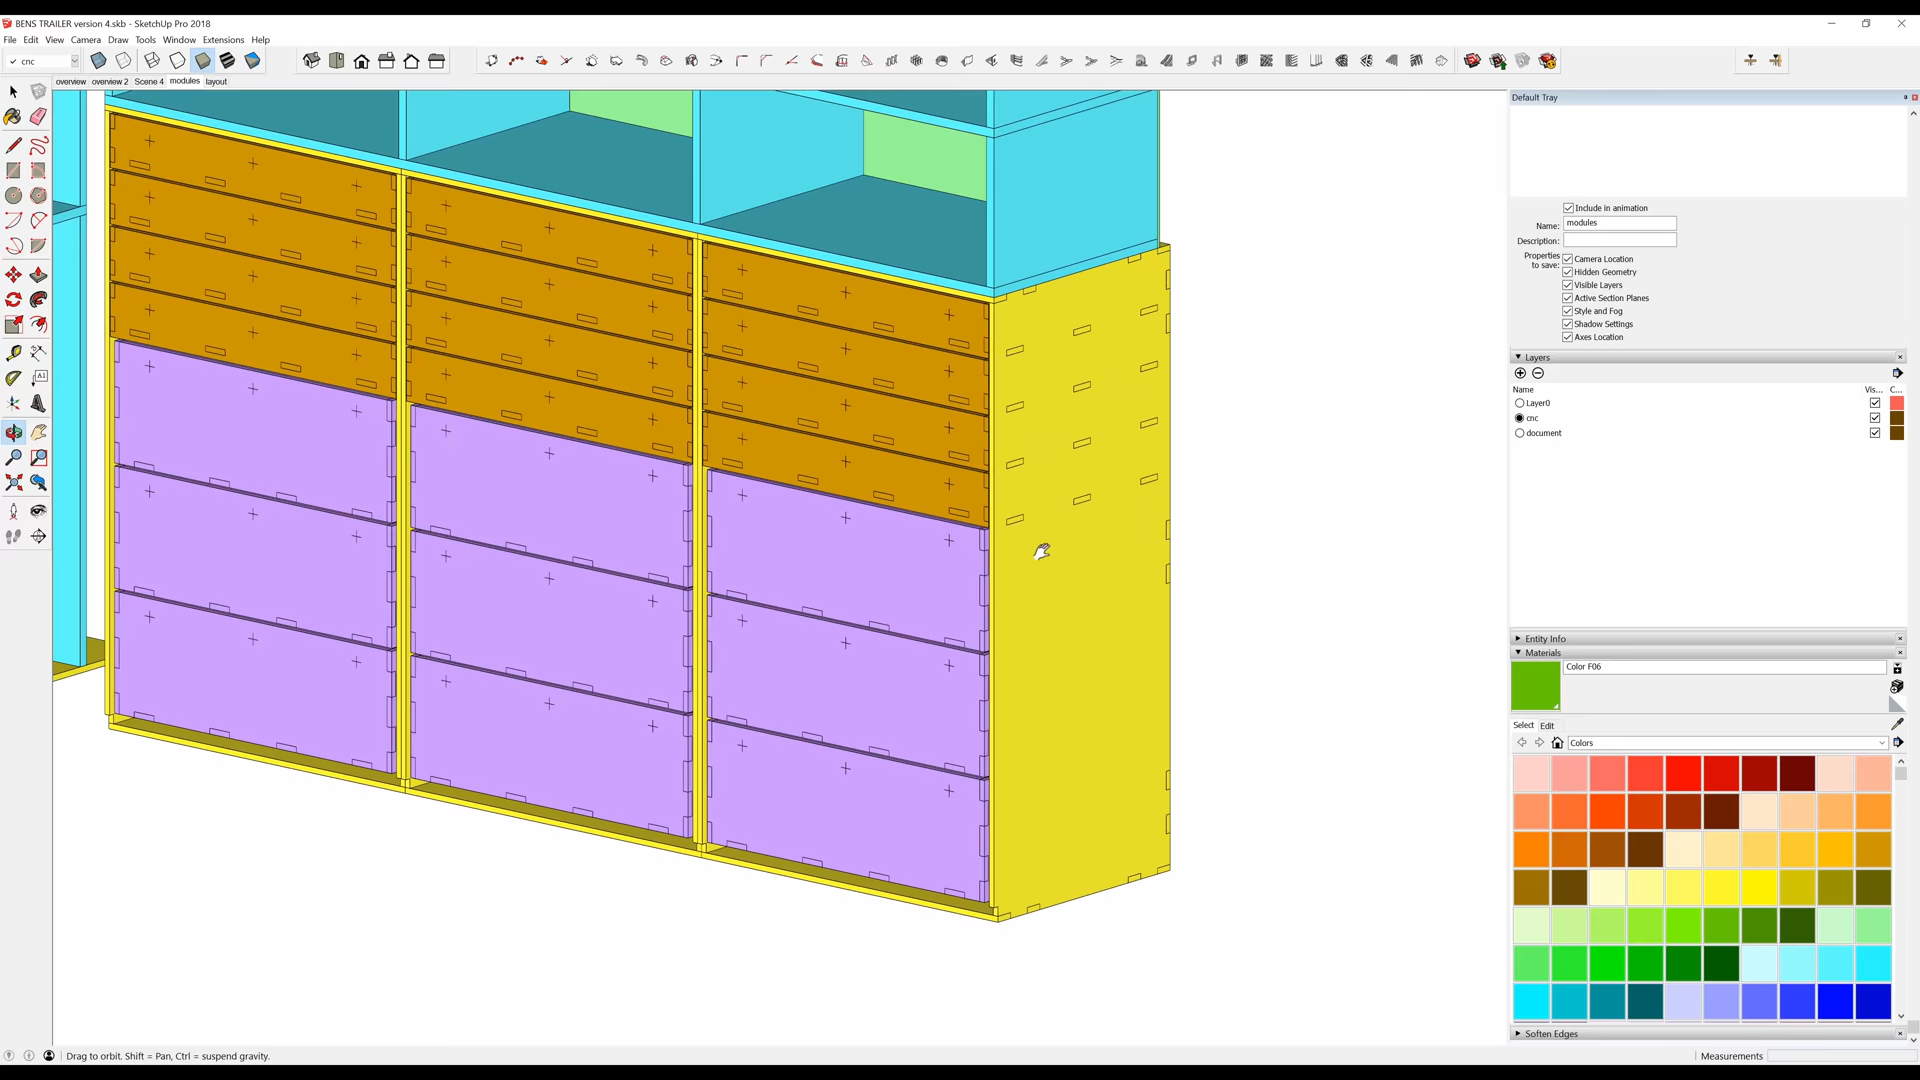 BENS TRAILER version 4.skb - SketchUp Pro 2018
File Edit View Camera Draw Tools Window Extensions Help
cnc
overview overview 2 Scene 4 modules layout
Default Tray
Include in animation
Name: modules
Description:
Properties to save:
Camera Location
Hidden Geometry
Visible Layers
Active Section Planes
Style and Fog
Shadow Settings
Axes Location
Layers
Name Vis... C...
Layer0
cnc
document
Entity Info
Materials
Color F06
Select Edit
Colors
Soften Edges
A1
Drag to orbit. Shift = Pan, Ctrl = suspend gravity.
Measurements